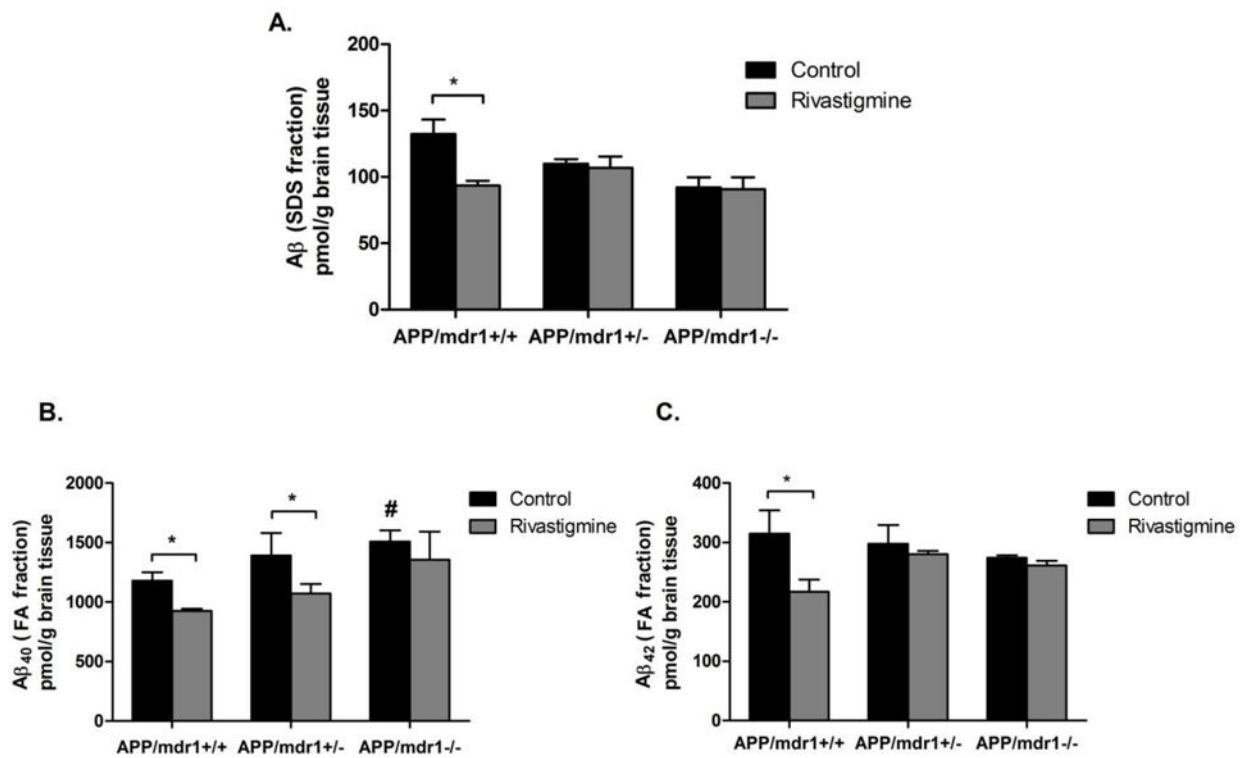 A.
Aβ (SDS fraction)
pmol/g brain tissue
200
150
100
50
0
*
Control
Rivastigmine
APP/mdr1+/+ APP/mdr1+/- APP/mdr1-/-
B.
Aβ40 ( FA fraction)
pmol/g brain tissue
2000
1500
1000
500
0
*
*
#
Control
Rivastigmine
APP/mdr1+/+ APP/mdr1+/- APP/mdr1-/-
C.
Aβ42 ( FA fraction)
pmol/g brain tissue
400
300
200
100
0
*
Control
Rivastigmine
APP/mdr1+/+ APP/mdr1+/- APP/mdr1-/-